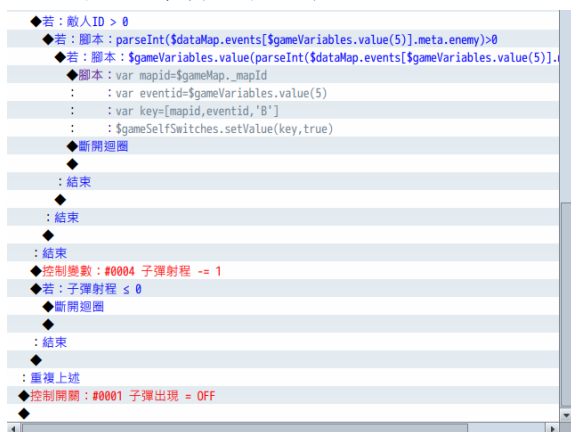 ◆若：敵人ID > 0
◆若：腳本：parseInt($dataMap.events[$gameVariables.value(5)].meta.enemy)>0
◆若：腳本：$gameVariables.value(parseInt($dataMap.events[$gameVariables.value(5)].
◆腳本：var mapid=$gameMap._mapId
：　：var eventid=$gameVariables.value(5)
：　：var key=[mapid,eventid,'B']
：　：$gameSelfSwitches.setValue(key,true)
◆斷開迴圈
◆
：結束
◆
：結束
◆
：結束
◆控制變數：#0004 子彈射程 -= 1
◆若：子彈射程 ≤ 0
◆斷開迴圈
◆
：結束
◆
：重複上述
◆控制開關：#0001 子彈出現 = OFF
◆